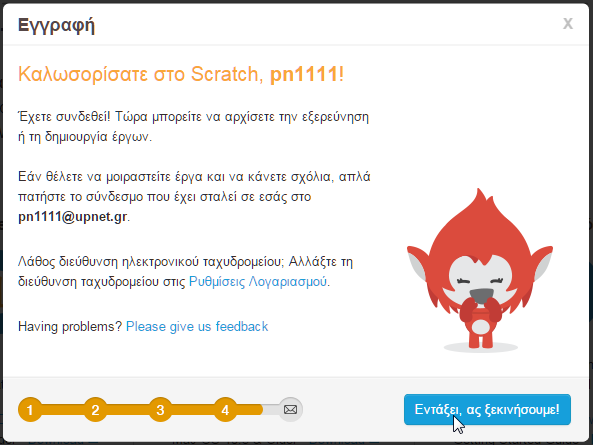 Εγγραφή
x
Καλωσορίσατε στο Scratch, pn1111!
Έχετε συνδεθεί! Τώρα μπορείτε να αρχίσετε την εξερεύνηση
ή τη δημιουργία έργων.
Εάν θέλετε να μοιραστείτε έργα και να κάνετε σχόλια, απλά
πατήστε το σύνδεσμο που έχει σταλεί σε εσάς στο
pn1111@upnet.gr.
Λάθος διεύθυνση ηλεκτρονικού ταχυδρομείου; Αλλάξτε τη
διεύθυνση ταχυδρομείου στις Ρυθμίσεις Λογαριασμού.
Having problems? Please give us feedback
1 2 3 4
Εντάξει, ας ξεκινήσουμε!